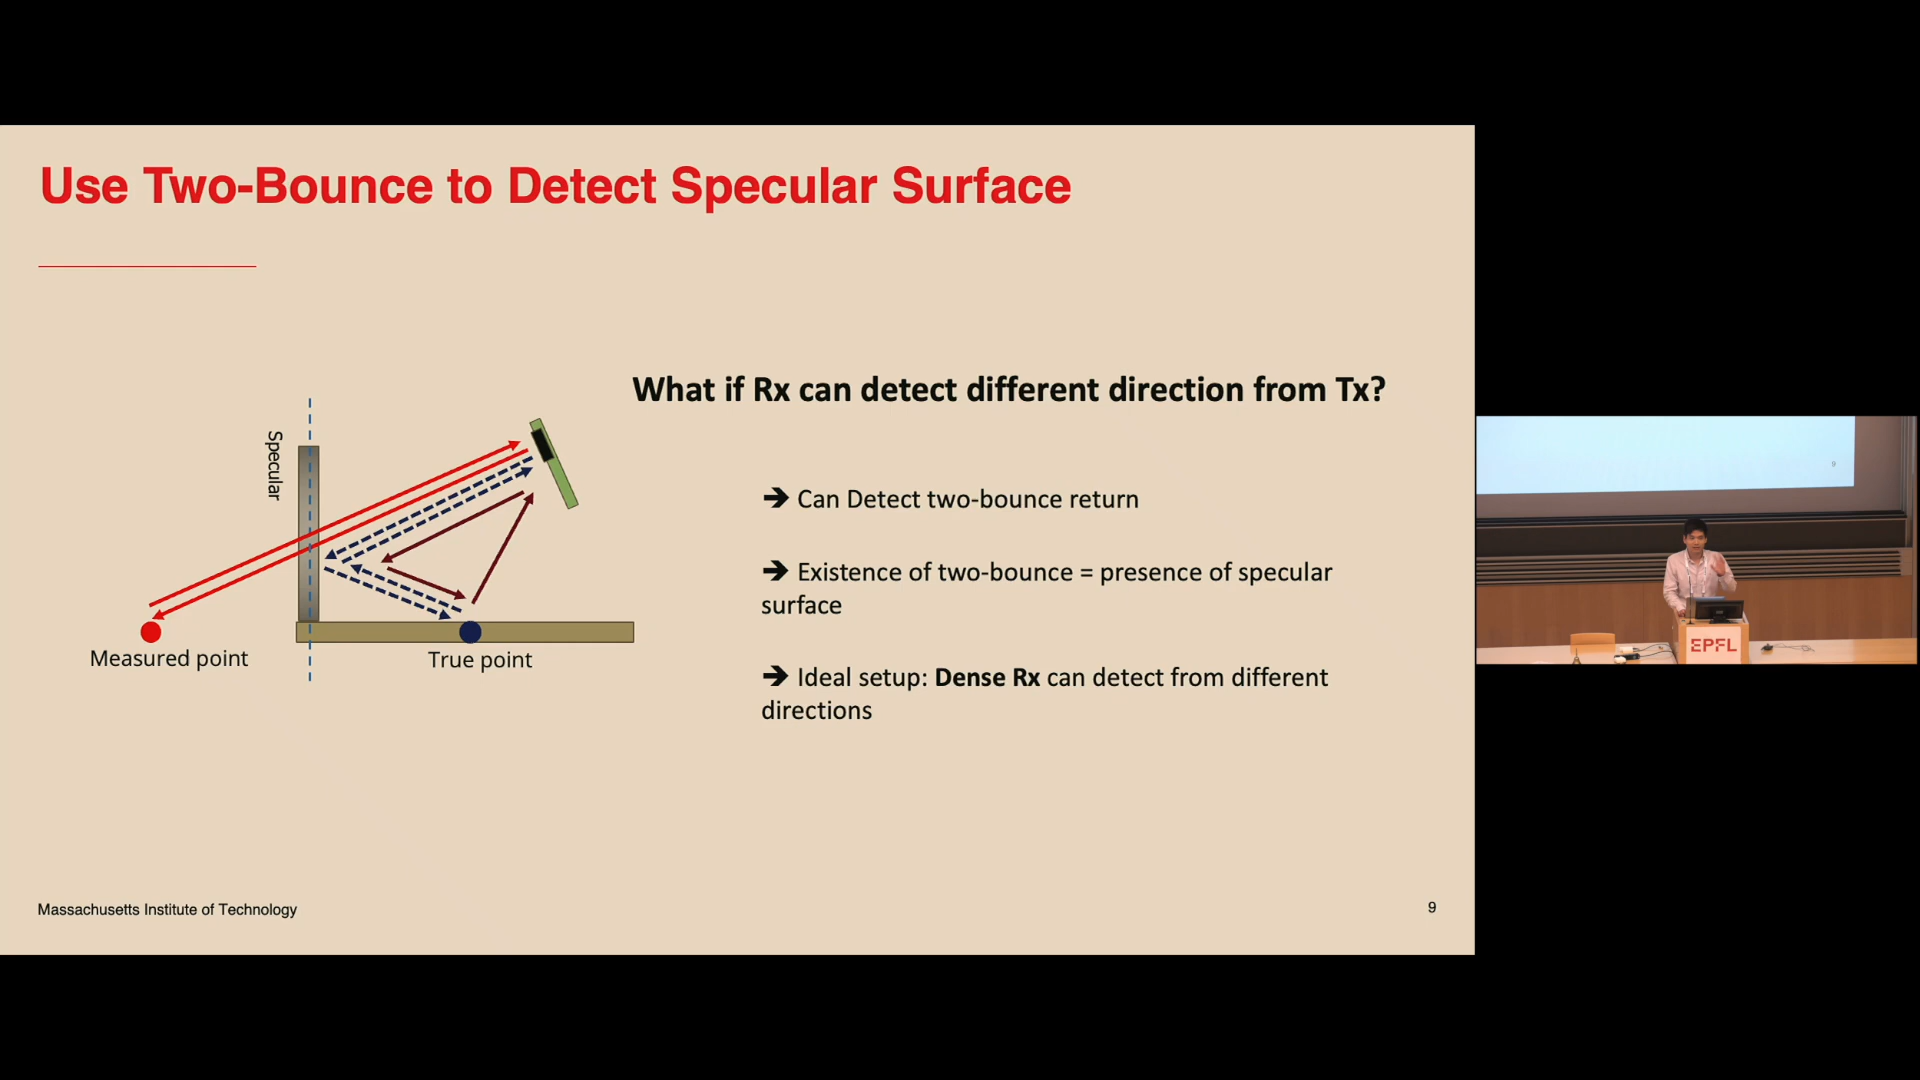 Use Two-Bounce to Detect Specular Surface
What if Rx can detect different direction from Tx?
Specular
➔ Can Detect two-bounce return
➔ Existence of two-bounce = presence of specular
surface
Measured point
True point
➔ Ideal setup: Dense Rx can detect from different
directions
Massachusetts Institute of Technology
9
9
EPFL